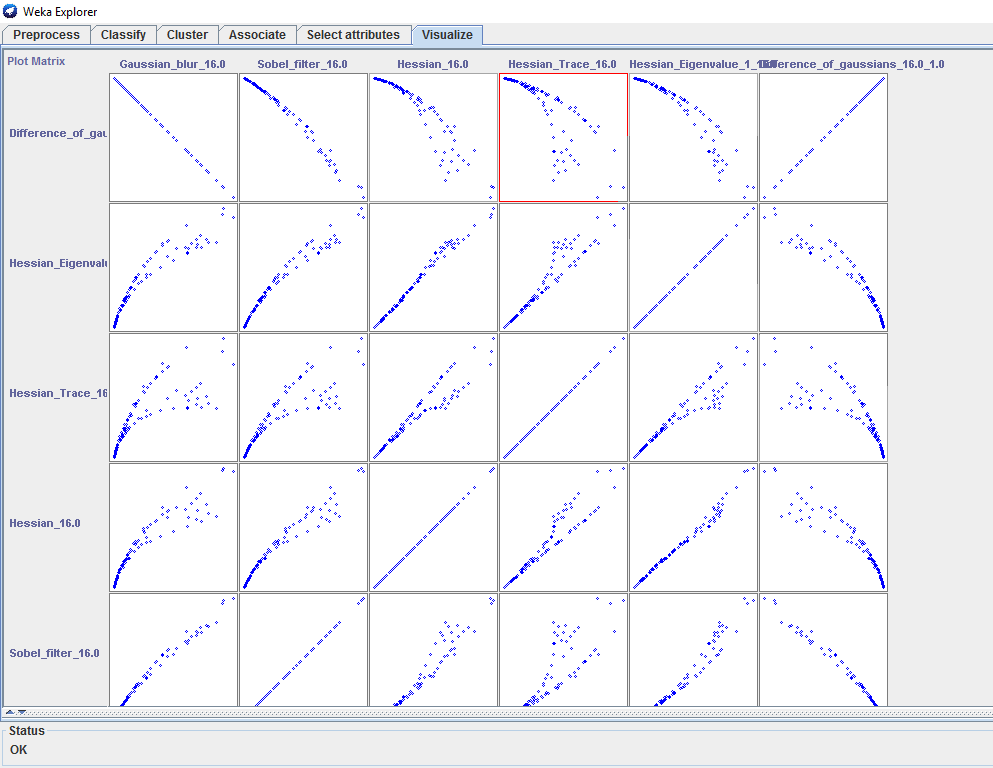 Weka Explorer
Preprocess Classify Cluster Associate Select attributes Visualize
Plot Matrix Gaussian_blur_16.0 Sobel_filter_16.0 Hessian_16.0 Hessian_Trace_16.0 Hessian_Eigenvalue_1_16.0 Difference_of_gaussians_16.0_1.0
Difference_of_gau
Hessian_Eigenvalu
Hessian_Trace_16
Hessian_16.0
Sobel_filter_16.0
Status
OK